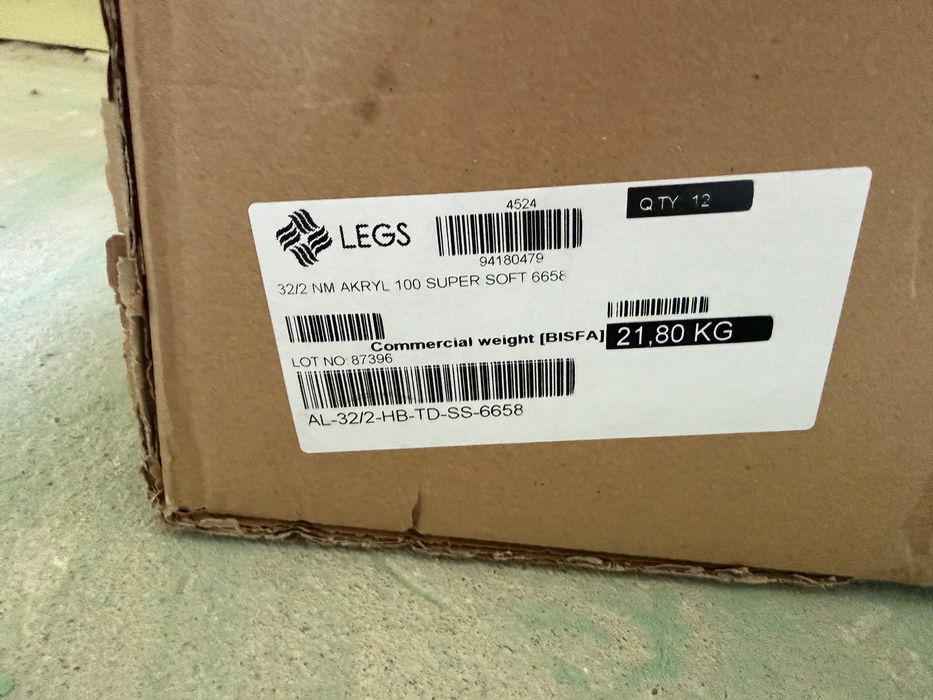 4524
QTY 12
LEGS
94180479
32/2 NM AKRYL 100 SUPER SOFT 6658
Commercial weight [BISFA] 21,80 KG
LOT NO: 87396
AL-32/2-HB-TD-SS-6658